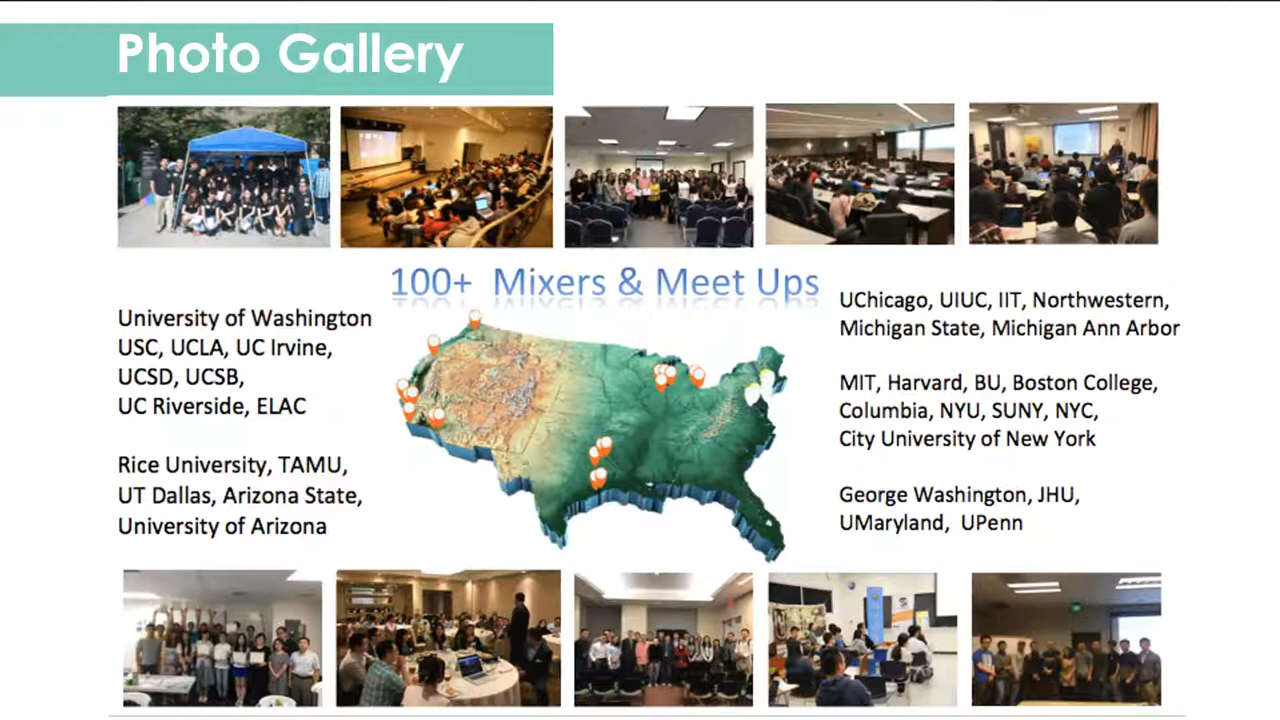 Photo Gallery
100+ Mixers & Meet Ups
University of Washington
USC, UCLA, UC Irvine,
UCSD, UCSB,
UC Riverside, ELAC
Rice University, TAMU,
UT Dallas, Arizona State,
University of Arizona
UChicago, UIUC, IIT, Northwestern,
Michigan State, Michigan Ann Arbor
MIT, Harvard, BU, Boston College,
Columbia, NYU, SUNY, NYC,
City University of New York
George Washington, JHU,
UMaryland, UPenn